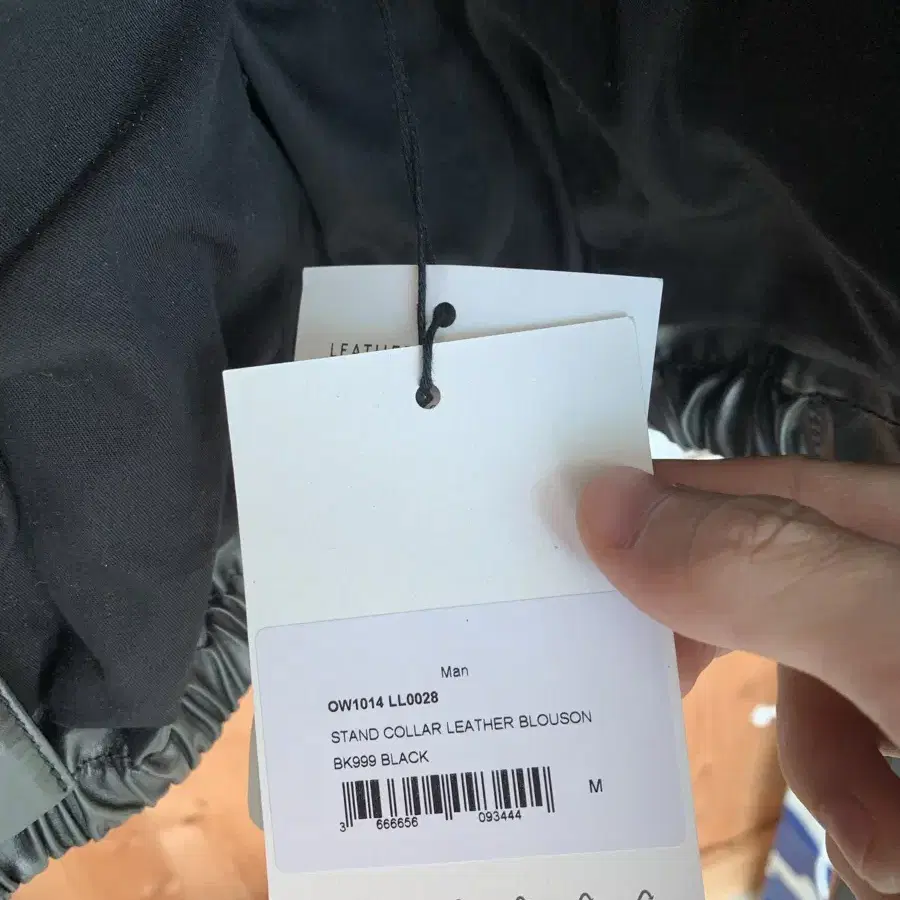 Man
OW1014 LL0028
STAND COLLAR LEATHER BLOUSON
BK999 BLACK
M
3 666656 093444